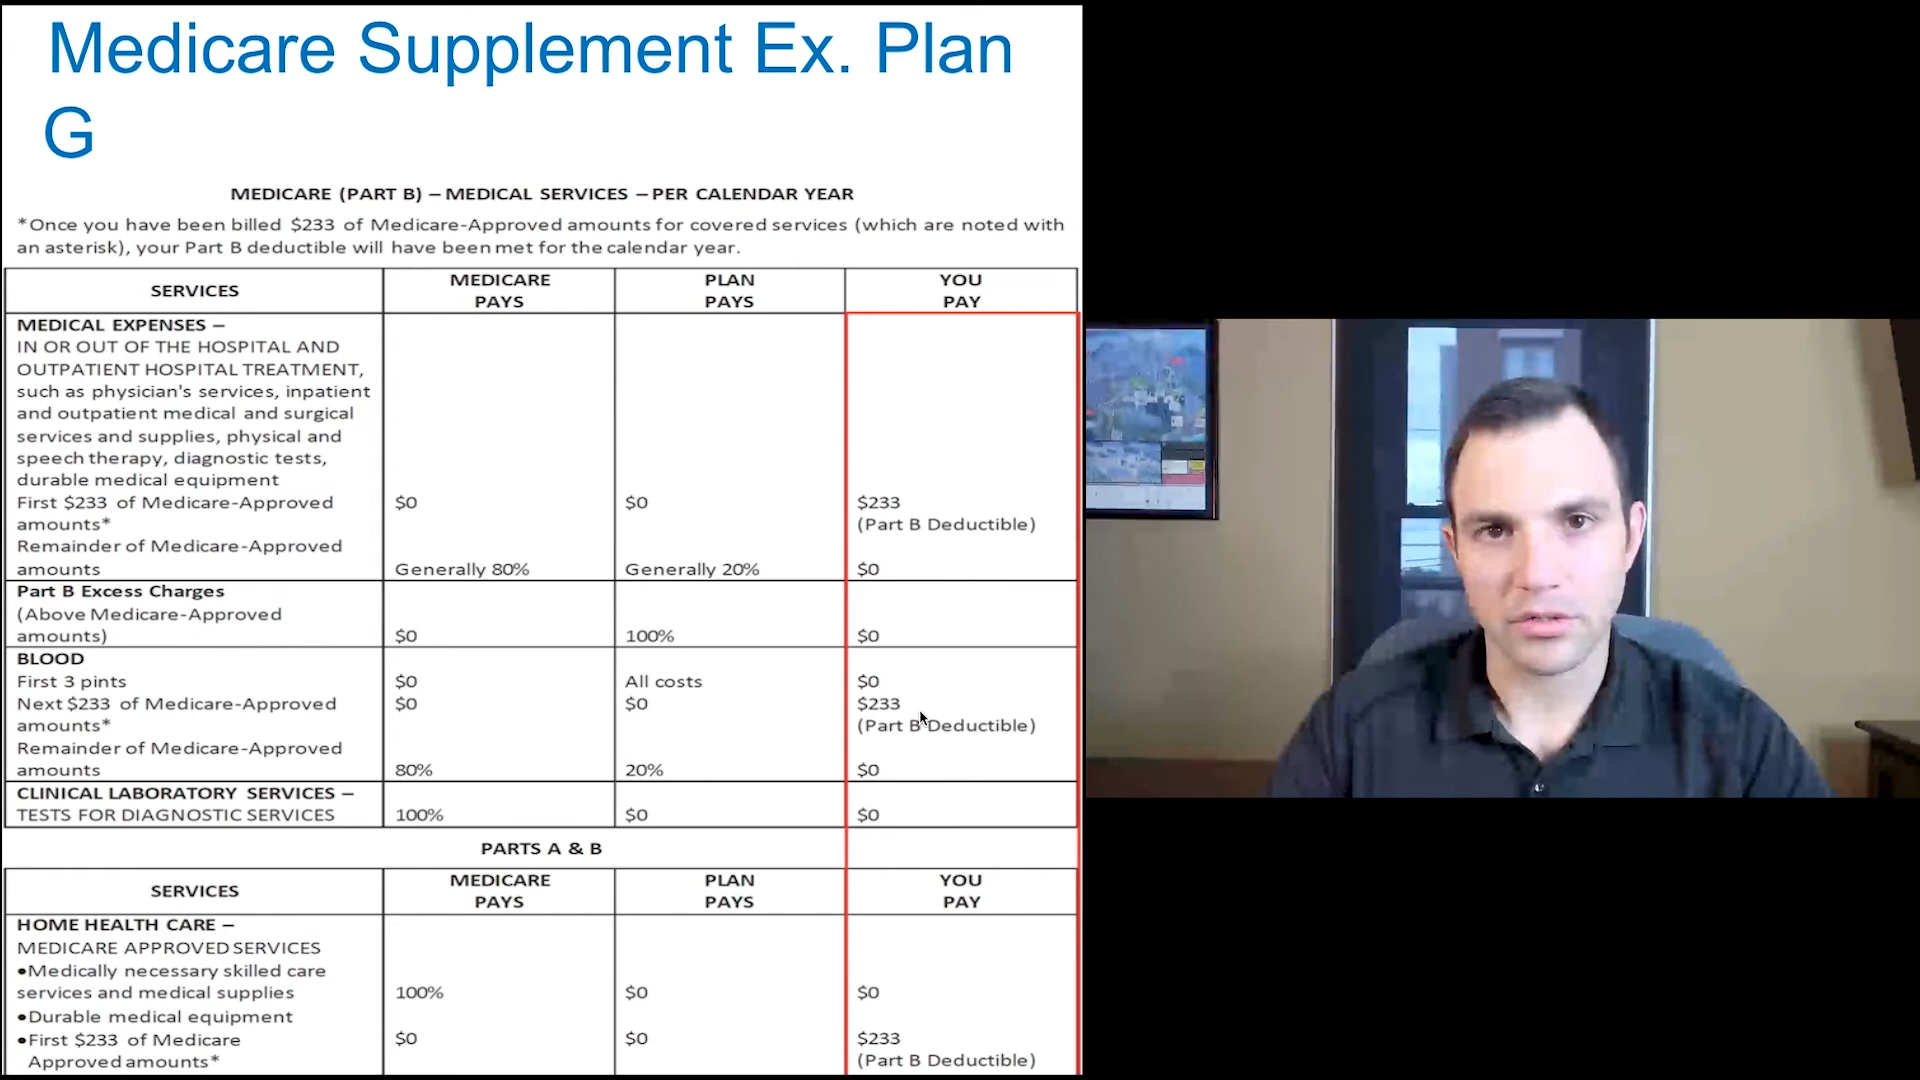 Medicare Supplement Ex. Plan
G
MEDICARE (PART B) – MEDICAL SERVICES – PER CALENDAR YEAR
*Once you have been billed $233 of Medicare-Approved amounts for covered services (which are noted with
an asterisk), your Part B deductible will have been met for the calendar year.
SERVICES
MEDICARE
PAYS
PLAN
PAYS
YOU
PAY
MEDICAL EXPENSES –
IN OR OUT OF THE HOSPITAL AND
OUTPATIENT HOSPITAL TREATMENT,
such as physician's services, inpatient
and outpatient medical and surgical
services and supplies, physical and
speech therapy, diagnostic tests,
durable medical equipment
First $233 of Medicare-Approved $0 $0 $233
amounts* (Part B Deductible)
Remainder of Medicare-Approved
amounts Generally 80% Generally 20% $0
Part B Excess Charges
(Above Medicare-Approved
amounts) $0 100% $0
BLOOD
First 3 pints $0 All costs $0
Next $233 of Medicare-Approved $0 $0 $233
amounts* (Part B Deductible)
Remainder of Medicare-Approved
amounts 80% 20% $0
CLINICAL LABORATORY SERVICES –
TESTS FOR DIAGNOSTIC SERVICES 100% $0 $0
PARTS A & B
SERVICES
MEDICARE
PAYS
PLAN
PAYS
YOU
PAY
HOME HEALTH CARE –
MEDICARE APPROVED SERVICES
•Medically necessary skilled care
services and medical supplies 100% $0 $0
•Durable medical equipment
•First $233 of Medicare $0 $0 $233
Approved amounts* (Part B Deductible)